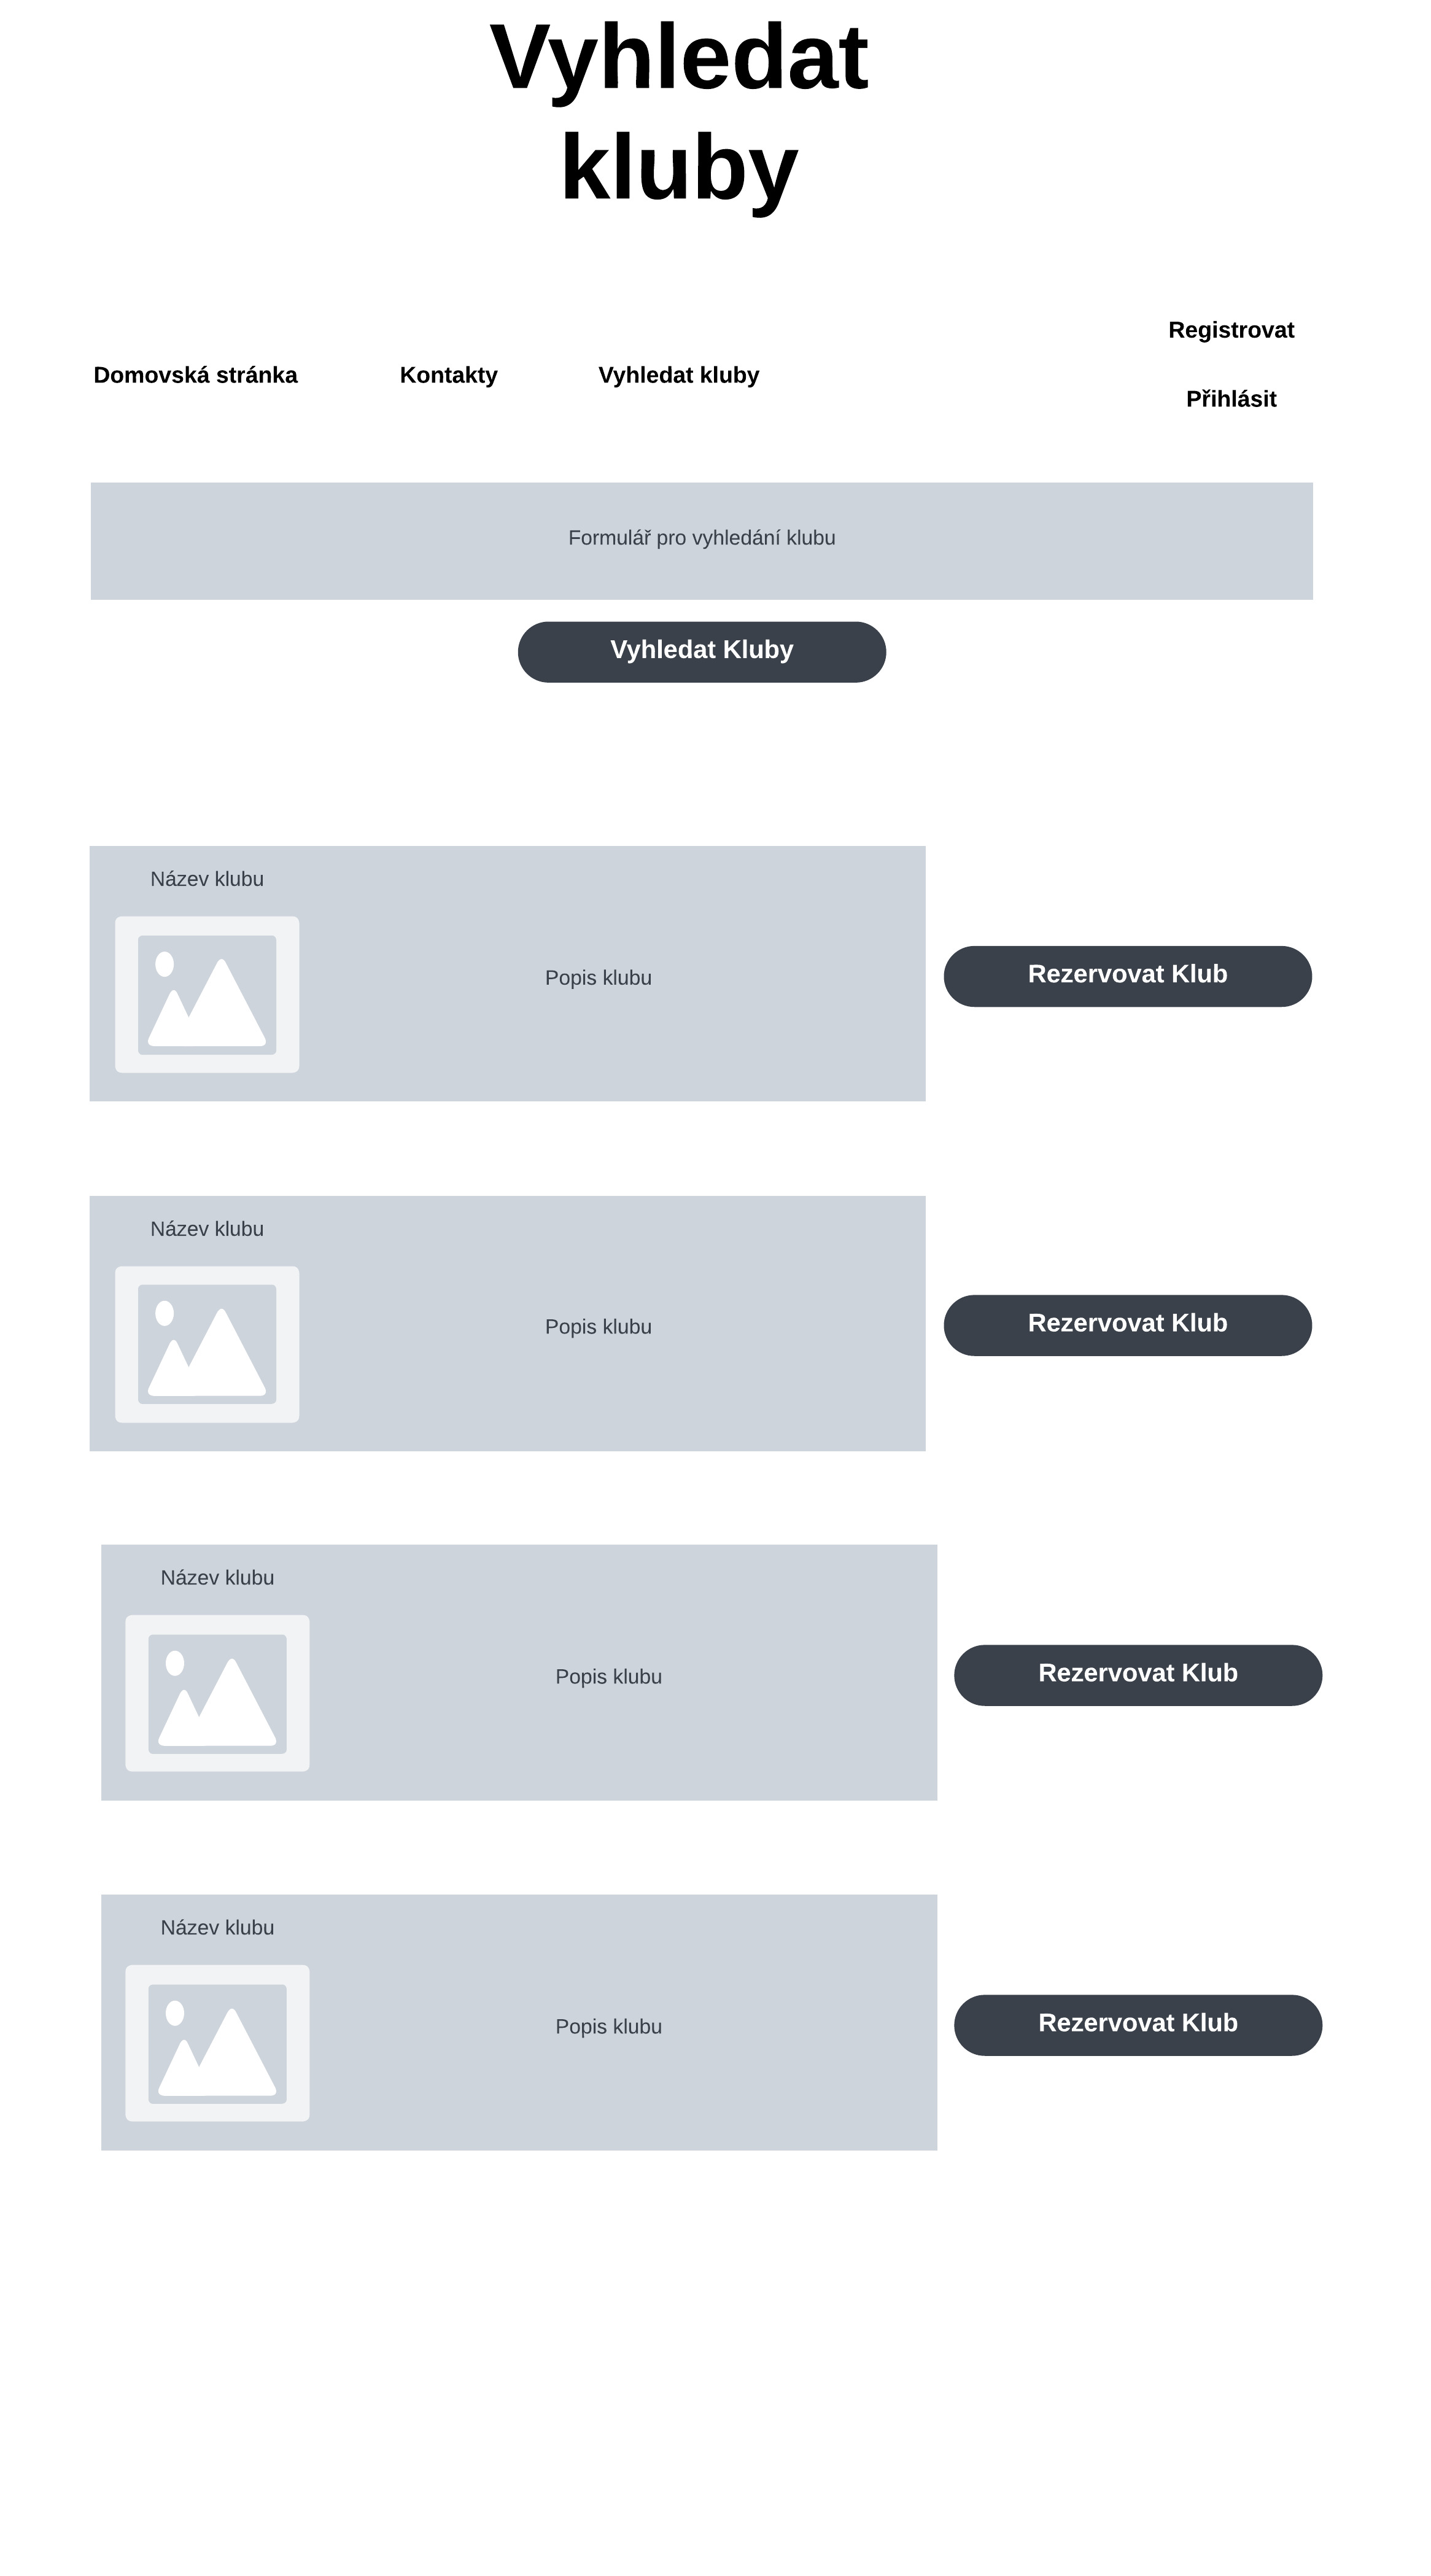 Vyhledat
kluby
Registrovat
Domovská stránka
Kontakty
Vyhledat kluby
Přihlásit
Formulář pro vyhledání klubu
Vyhledat Kluby
Název klubu
Popis klubu
Rezervovat Klub
Název klubu
Popis klubu
Rezervovat Klub
Název klubu
Popis klubu
Rezervovat Klub
Název klubu
Popis klubu
Rezervovat Klub